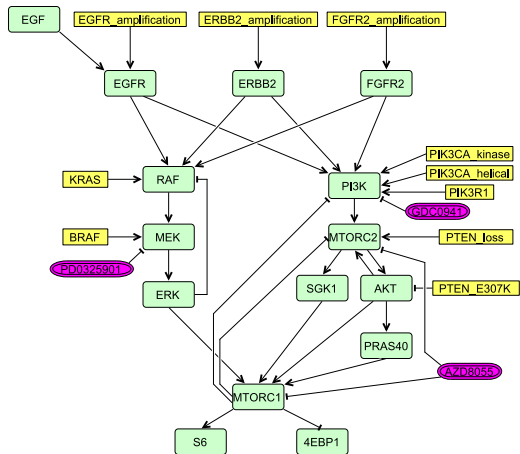 EGF
EGFR_amplification
ERBB2_amplification
FGFR2_amplification
EGFR
ERBB2
FGFR2
PIK3CA_kinase
PIK3CA_helical
KRAS
RAF
PI3K
PIK3R1
GDC0941
BRAF
MEK
MTORC2
PTEN_loss
PD0325901
ERK
SGK1
AKT
PTEN_E307K
PRAS40
AZD8055
MTORC1
S6
4EBP1